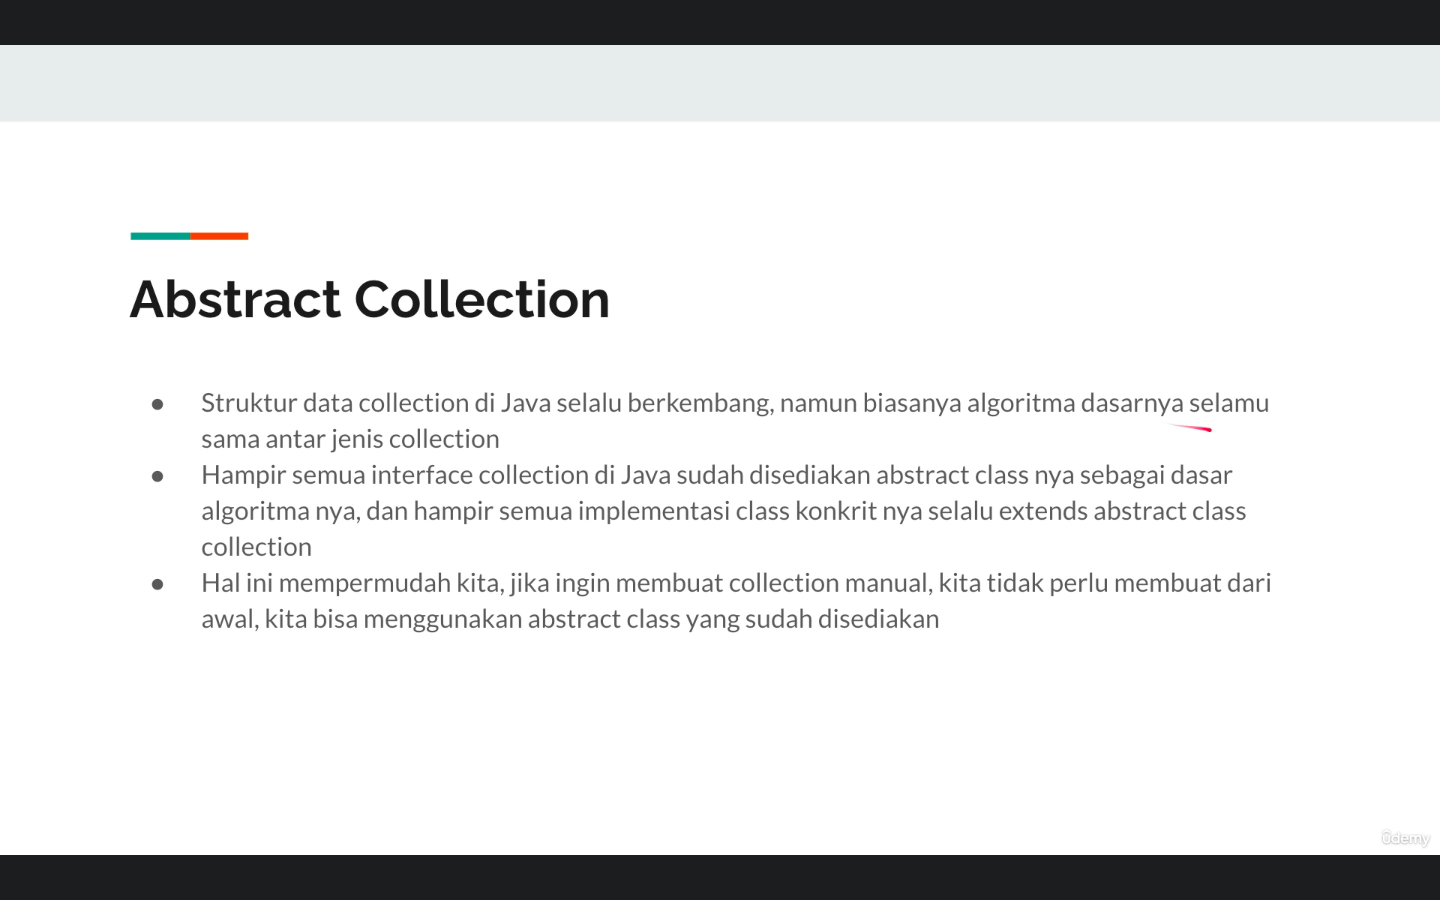 Abstract Collection
● Struktur data collection di Java selalu berkembang, namun biasanya algoritma dasarnya selamu
sama antar jenis collection
● Hampir semua interface collection di Java sudah disediakan abstract class nya sebagai dasar
algoritma nya, dan hampir semua implementasi class konkrit nya selalu extends abstract class
collection
● Hal ini mempermudah kita, jika ingin membuat collection manual, kita tidak perlu membuat dari
awal, kita bisa menggunakan abstract class yang sudah disediakan
ûdemy